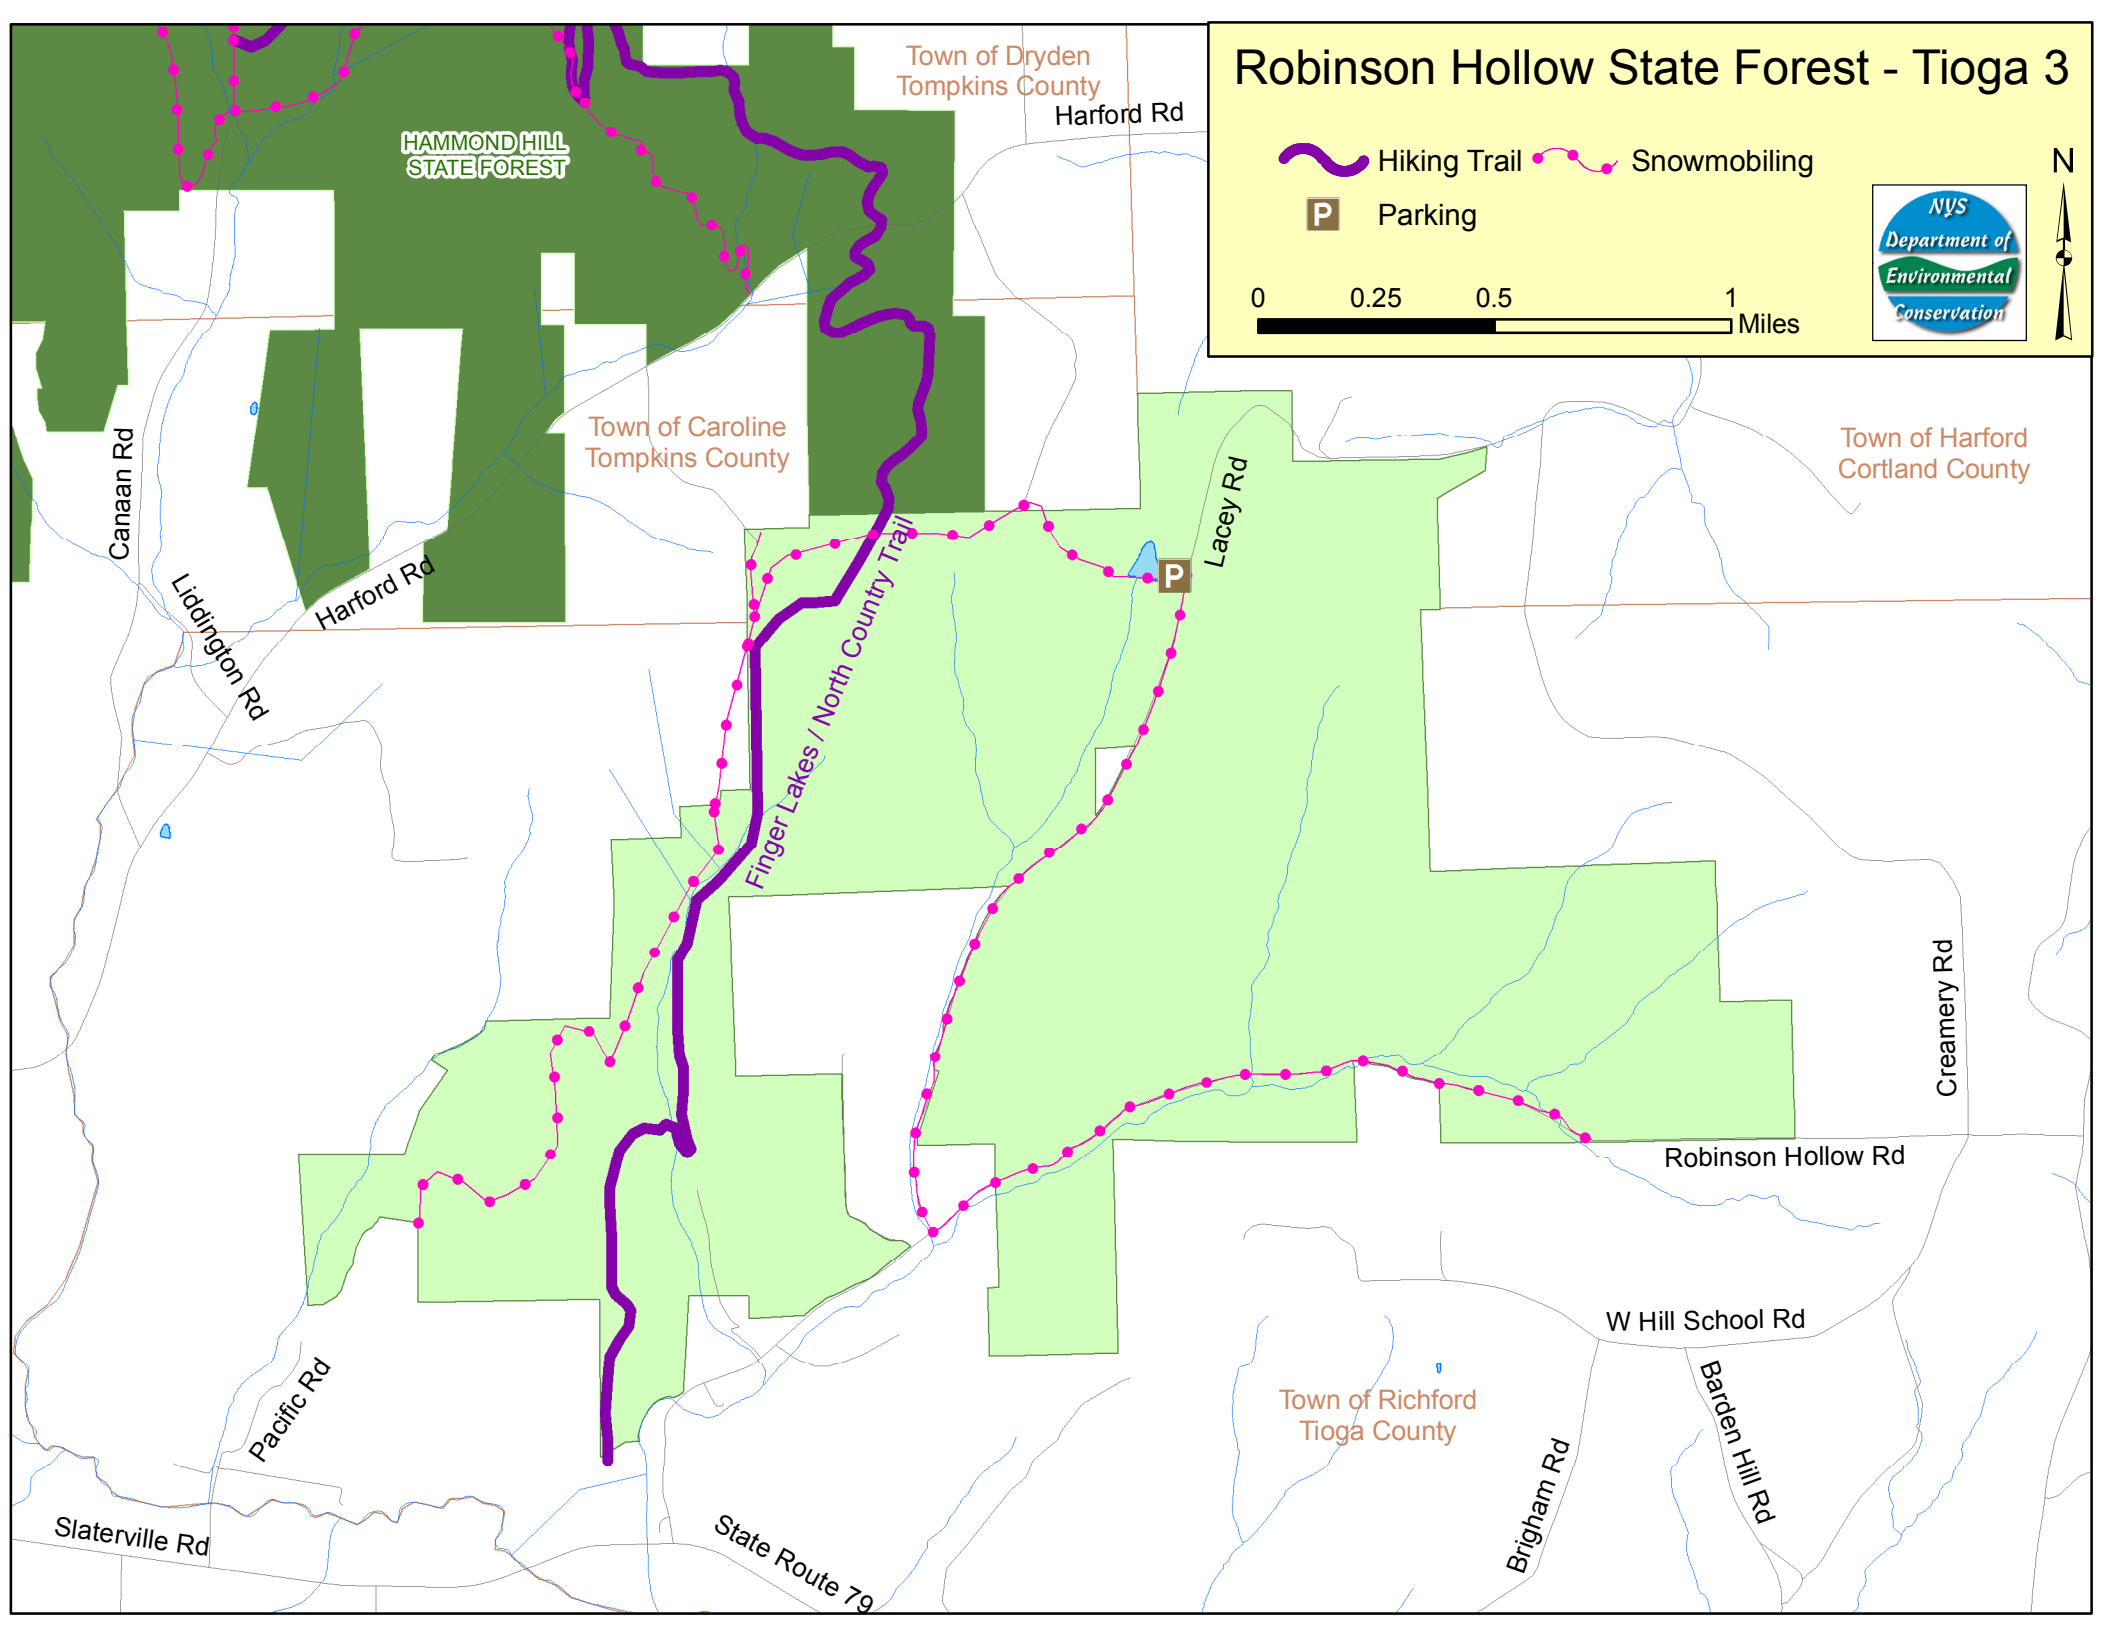 Robinson Hollow State Forest - Tioga 3
Hiking Trail
Snowmobiling
P
Parking
N
NYS
Department of
Environmental
Conservation
0 0.25 0.5 1
Miles
Town of Dryden
Tompkins County
Harford Rd
HAMMOND HILL
STATE FOREST
Town of Caroline
Tompkins County
Town of Harford
Cortland County
Canaan Rd
Lacey Rd
Harford Rd
Liddington Rd
P
Finger Lakes / North Country Trail
Creamery Rd
Robinson Hollow Rd
W Hill School Rd
Town of Richford
Tioga County
Pacific Rd
Barden Hill Rd
Brigham Rd
Slaterville Rd
State Route 79